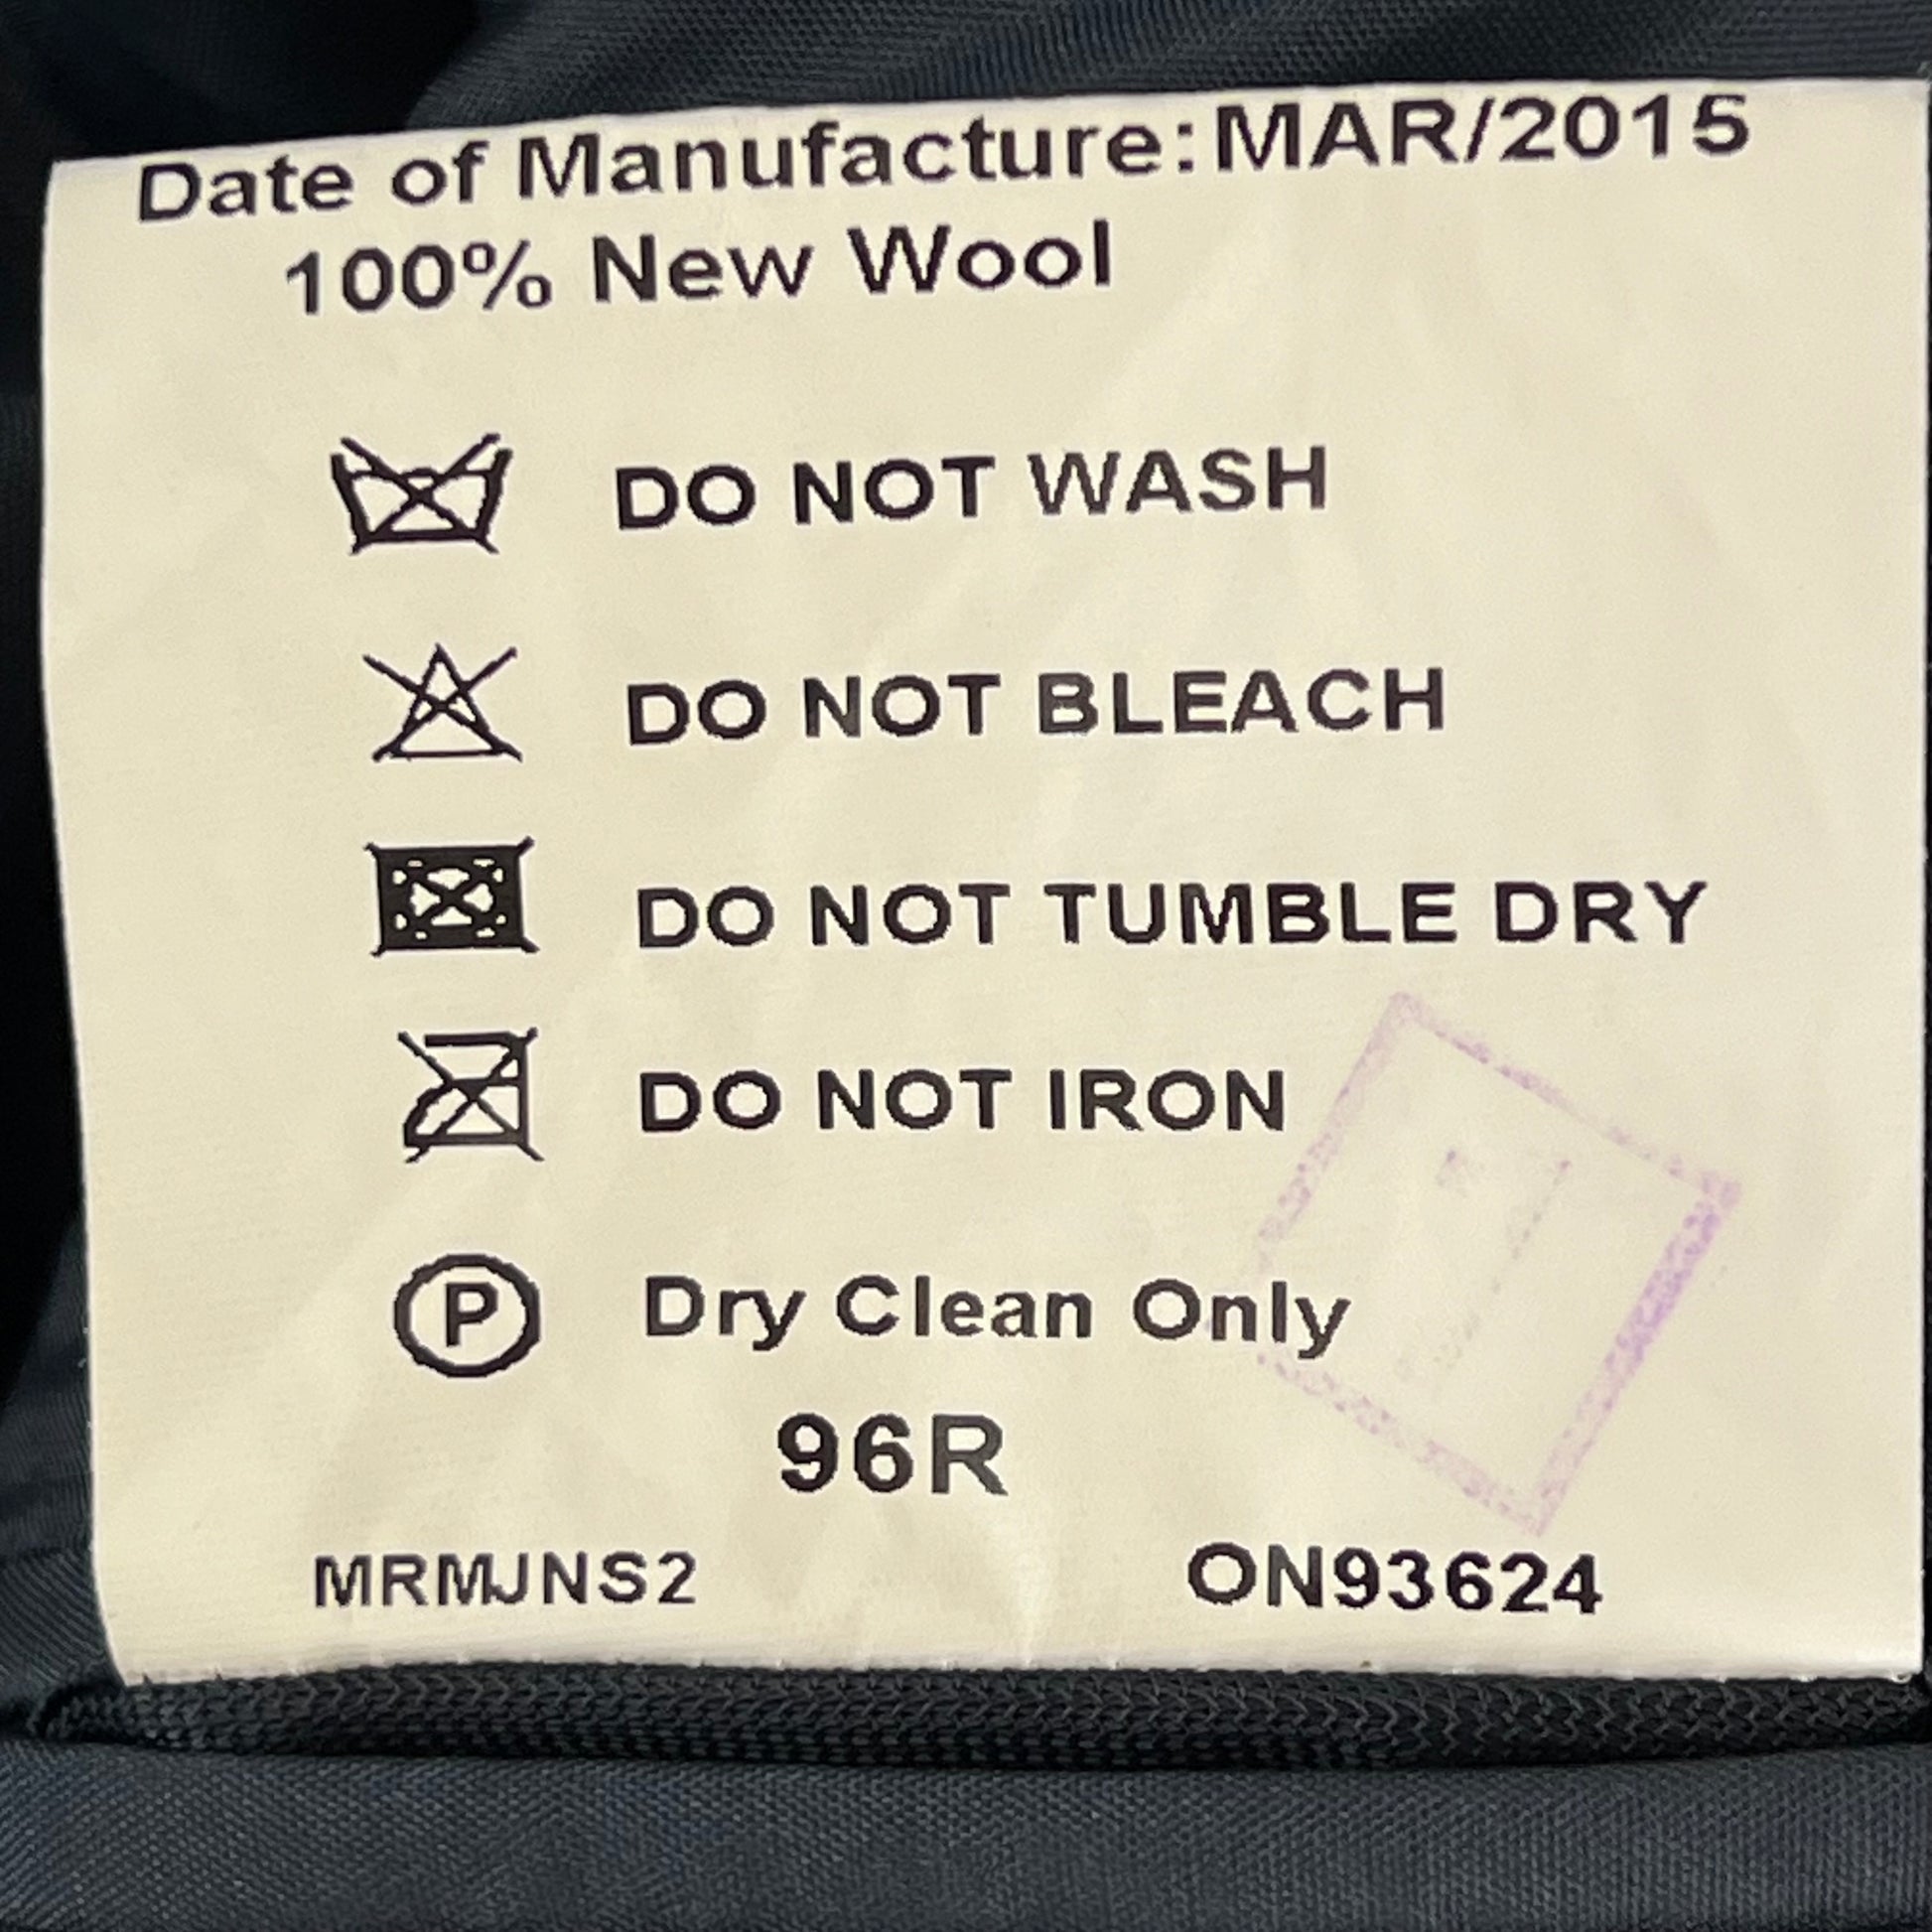 Date of Manufacture:MAR/2015
100% New Wool
DO NOT WASH
DO NOT BLEACH
DO NOT TUMBLE DRY
DO NOT IRON
P Dry Clean Only
96R
MRMJNS2 ON93624